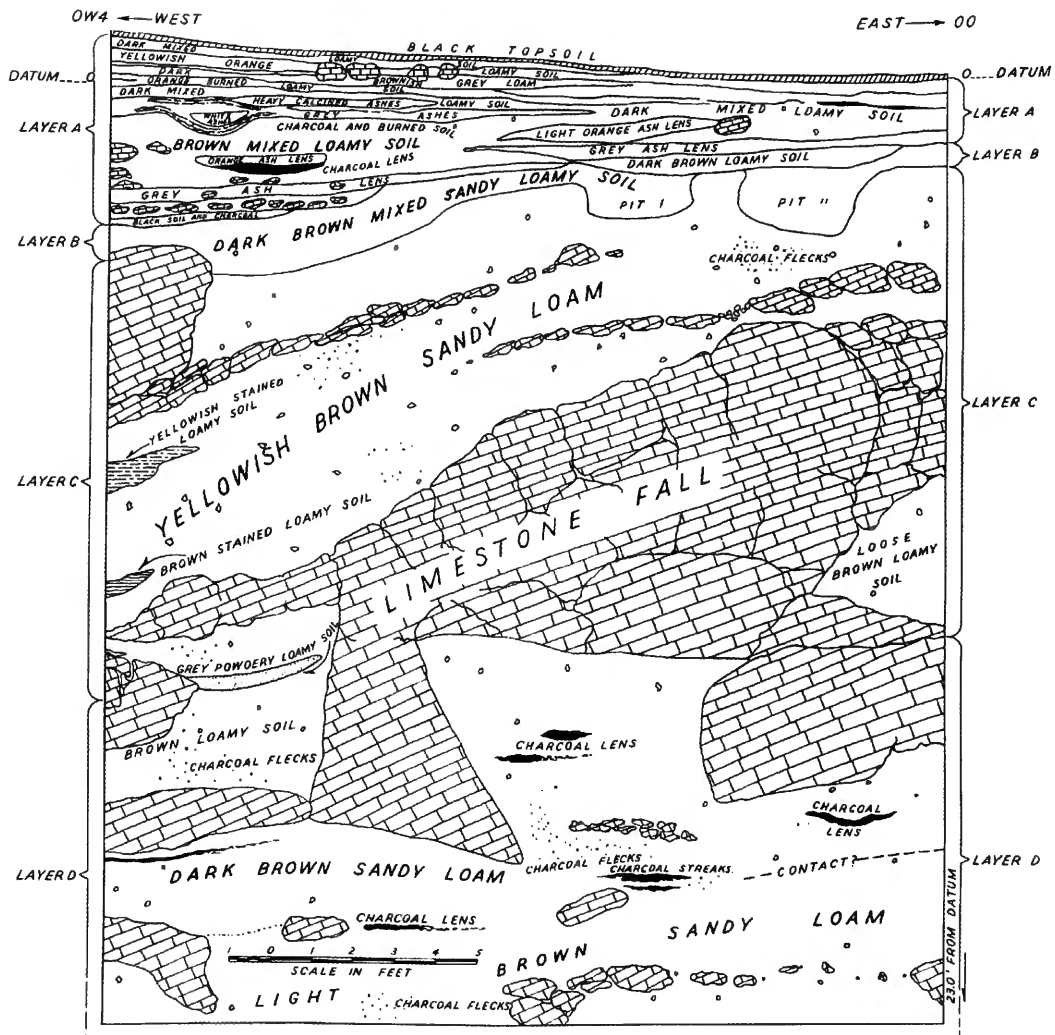 OW4 ← WEST
EAST → 00
BLACK TOPSOIL
DARK MIXED
LOAMY SOIL
YELLOWISH ORANGE
LOAMY SOIL
DATUM 0
0 DATUM
DARK
BROWNISH GREY LOAM
ORANGE BURNED LOAMY SOIL
DARK MIXED
HEAVY CALCINED ASHES
LOAMY SOIL
DARK MIXED LOAMY SOIL
LAYER A
LAYER A
WHITE ASHES
GREY ASHES
CHARCOAL AND BURNED SOIL
LIGHT ORANGE ASH LENS
BROWN MIXED LOAMY SOIL
GREY ASH LENS
LAYER B
ORANGE ASH LENS
CHARCOAL LENS
DARK BROWN LOAMY SOIL
GREY ASH LENS
BLACK SOIL AND CHARCOAL
DARK BROWN MIXED SANDY LOAMY SOIL
PIT I
PIT II
LAYER B
CHARCOAL FLECKS
YELLOWISH BROWN SANDY LOAM
YELLOWISH STAINED
LOAMY SOIL
LAYER C
LAYER C
BROWN STAINED LOAMY SOIL
LIMESTONE FALL
LOOSE
BROWN LOAMY
SOIL
GREY POWDERY LOAMY SOIL
BROWN LOAMY SOIL
CHARCOAL FLECKS
CHARCOAL LENS
CHARCOAL
LENS
CHARCOAL FLECKS
CHARCOAL STREAKS
CONTACT?
LAYER D
LAYER D
DARK BROWN SANDY LOAM
CHARCOAL LENS
1 0 1 2 3 4 5
SCALE IN FEET
LIGHT BROWN SANDY LOAM
CHARCOAL FLECKS
23.0' FROM DATUM